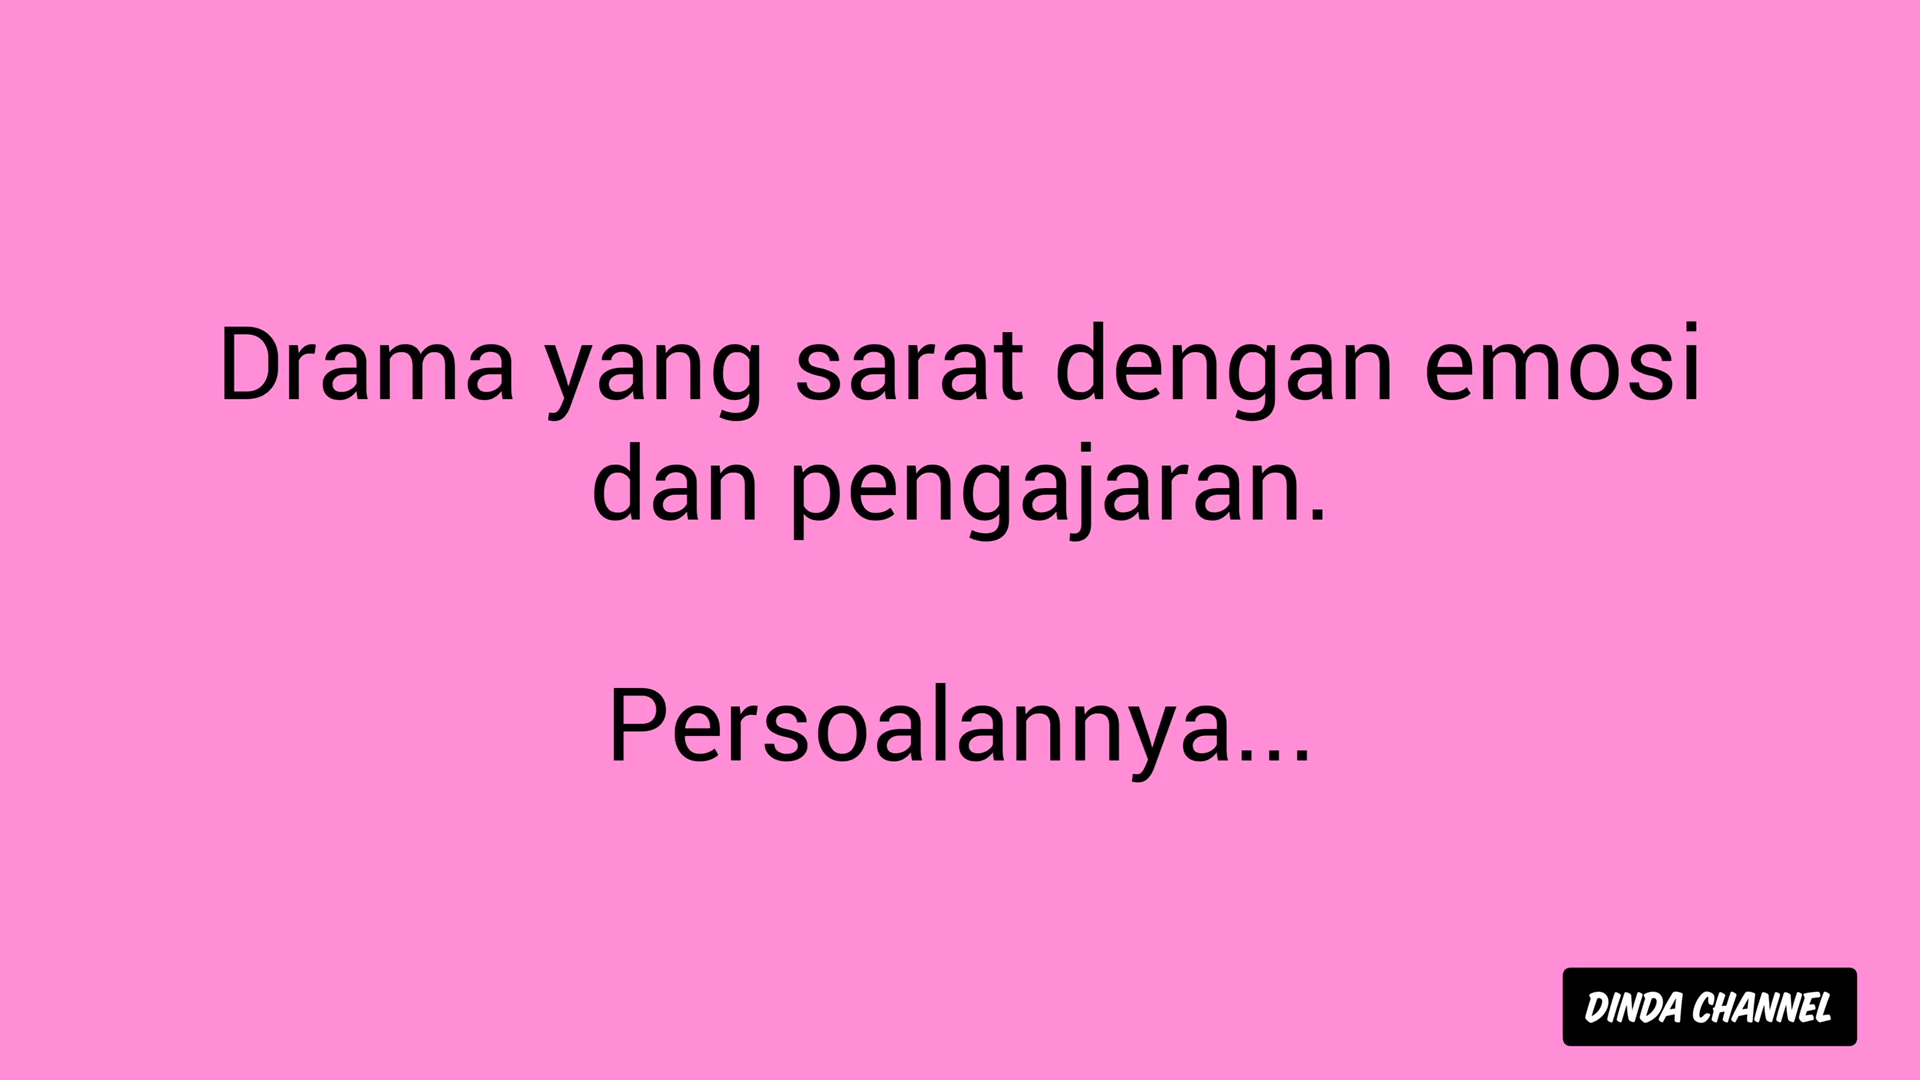 Drama yang sarat dengan emosi
dan pengajaran.
Persoalannya...
DINDA CHANNEL